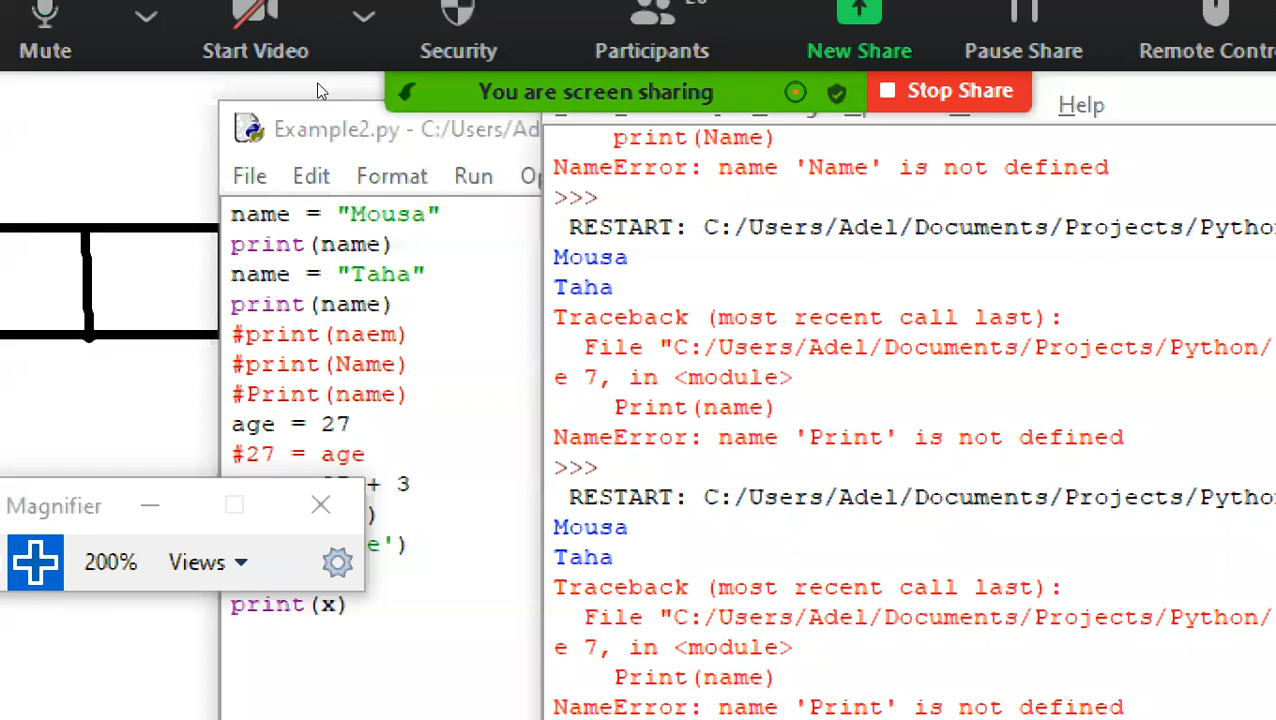 Mute
Start Video
Security
Participants
New Share
Pause Share
Remote Contr
You are screen sharing
Stop Share
Help
Example2.py - C:/Users/Ad
File Edit Format Run Op
name = "Mousa"
print(name)
name = "Taha"
print(name)
#print(naem)
#print(Name)
#Print(name)
age = 27
#27 = age
+ 3
)
e')
print(x)
Magnifier
200% Views
print(Name)
NameError: name 'Name' is not defined
>>>
RESTART: C:/Users/Adel/Documents/Projects/Pytho
Mousa
Taha
Traceback (most recent call last):
File "C:/Users/Adel/Documents/Projects/Python/
e 7, in <module>
Print(name)
NameError: name 'Print' is not defined
>>>
RESTART: C:/Users/Adel/Documents/Projects/Pytho
Mousa
Taha
Traceback (most recent call last):
File "C:/Users/Adel/Documents/Projects/Python/
e 7, in <module>
Print(name)
NameError: name 'Print' is not defined